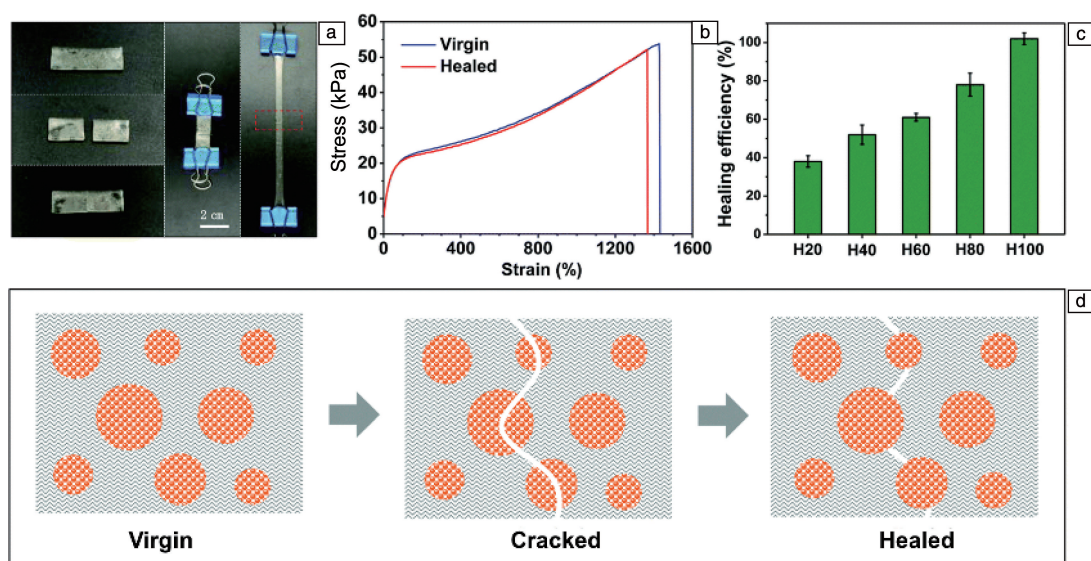 a
2 cm
b
Virgin
Healed
60
50
40
30
20
10
0
Stress (kPa)
0 400 800 1200 1600
Strain (%)
c
100
80
60
40
20
0
Healing efficiency (%)
H20 H40 H60 H80 H100
d
Virgin Cracked Healed